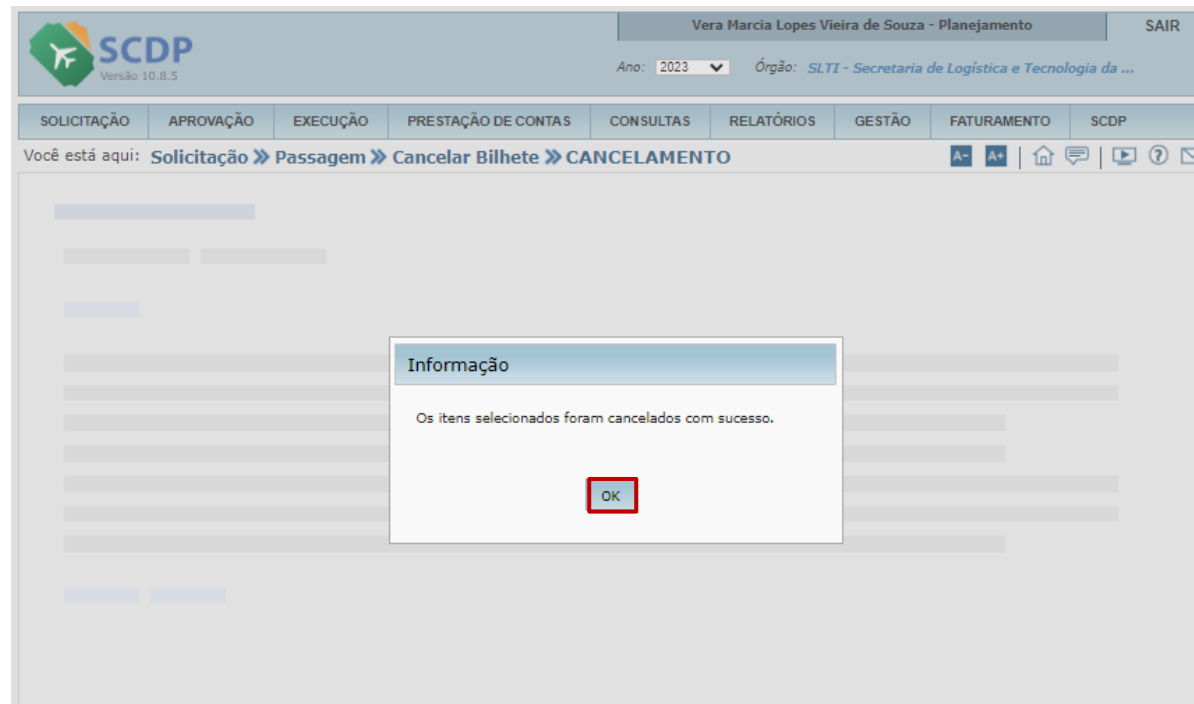 Vera Marcia Lopes Vieira de Souza - Planejamento
SAIR
SCDP
Versão 10.8.5
Ano: 2023 Órgão: SLTI - Secretaria de Logística e Tecnologia da ...
SOLICITAÇÃO APROVAÇÃO EXECUÇÃO PRESTAÇÃO DE CONTAS CONSULTAS RELATÓRIOS GESTÃO FATURAMENTO SCDP
Você está aqui: Solicitação >> Passagem >> Cancelar Bilhete >> CANCELAMENTO A- A+ | | ?
Informação
Os itens selecionados foram cancelados com sucesso.
OK